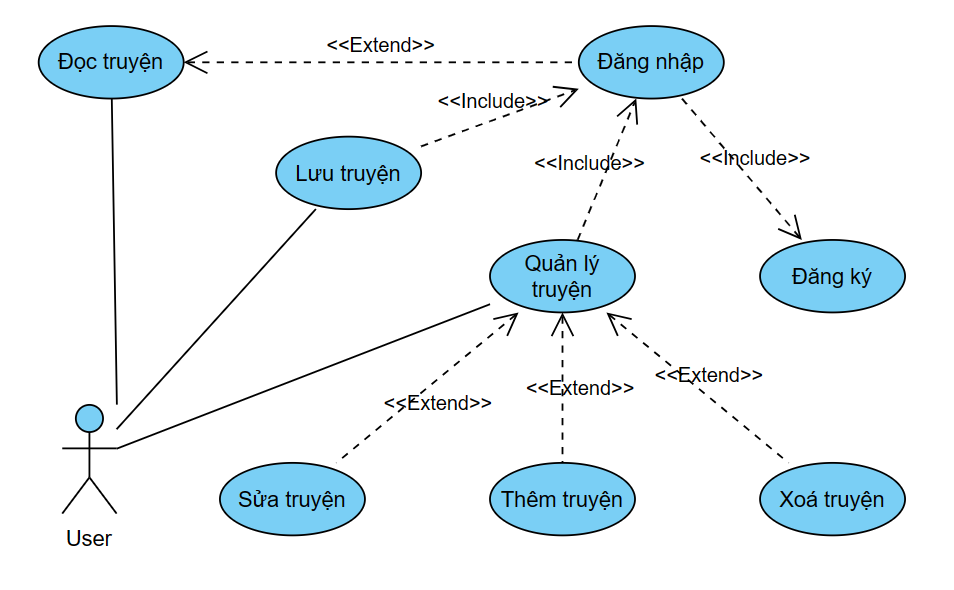 <<Extend>>
Đọc truyện
Đăng nhập
<<Include>>
<<Include>>
<<Include>>
Lưu truyện
Quản lý
truyện
Đăng ký
<<Extend>>
<<Extend>>
<<Extend>>
Sửa truyện
Thêm truyện
Xoá truyện
User